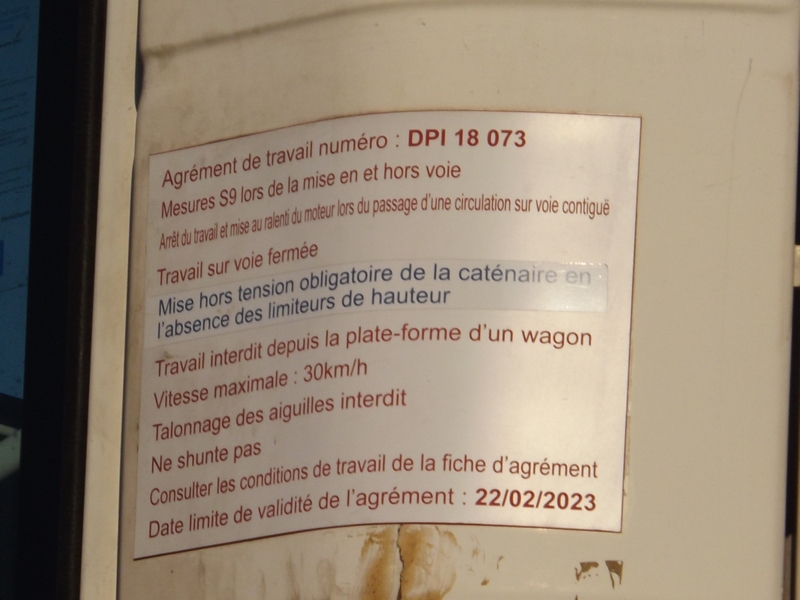 Agrément de travail numéro : DPI 18 073
Mesures S9 lors de la mise en et hors voie
Arrêt du travail et mise au ralenti du moteur lors du passage d'une circulation sur voie contiguë
Travail sur voie fermée
Mise hors tension obligatoire de la caténaire en
l'absence des limiteurs de hauteur
Travail interdit depuis la plate-forme d'un wagon
Vitesse maximale : 30km/h
Talonnage des aiguilles interdit
Ne shunte pas
Consulter les conditions de travail de la fiche d'agrément
Date limite de validité de l'agrément : 22/02/2023